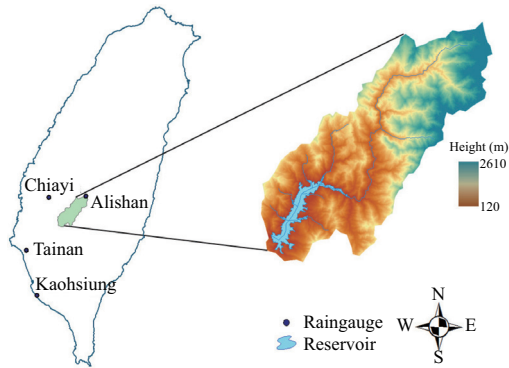 Chiayi
Alishan
Tainan
Kaohsiung
Height (m)
2610
120
Raingauge
Reservoir
N
W
E
S